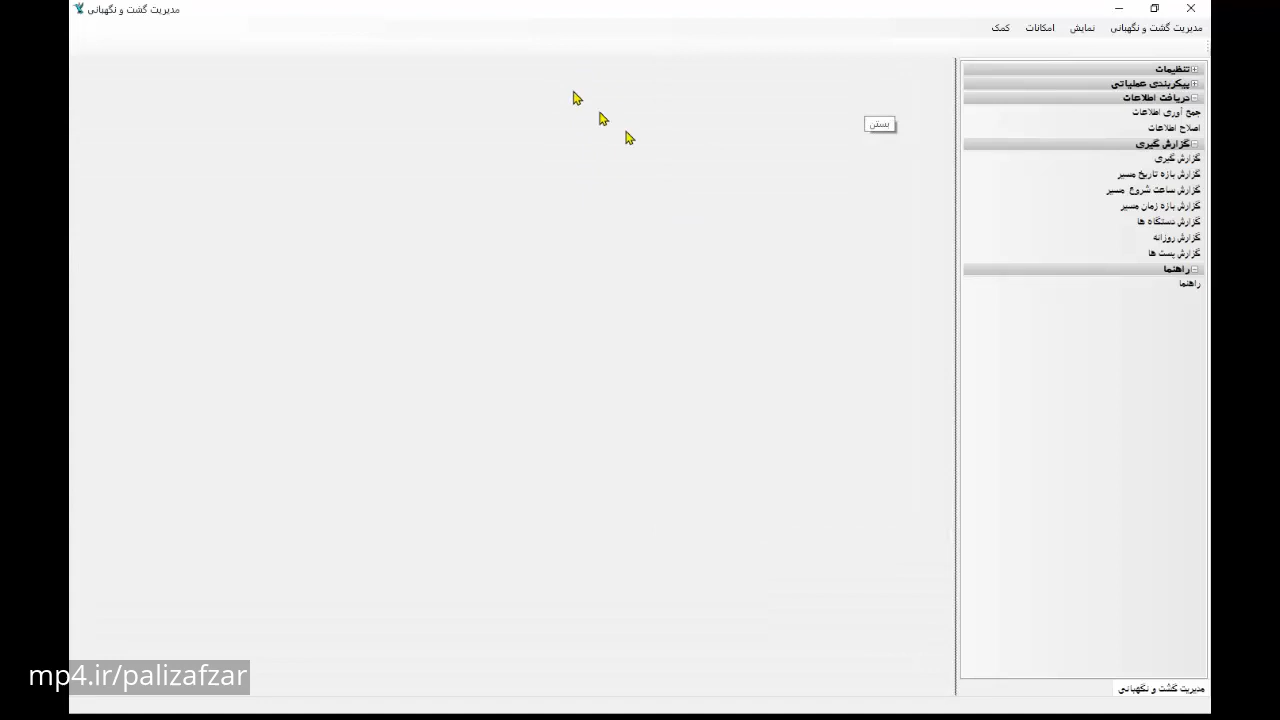 مدیریت گشت و نگهبانی
مدیریت گشت و نگهبانی نمایش امکانات کمک
تنظیمات
پیکربندی عملیاتی
دریافت اطلاعات
جمع آوری اطلاعات
اصلاح اطلاعات
گزارش گیری
گزارش گیری
گزارش بازه تاریخ مسیر
گزارش ساعت شروع مسیر
گزارش بازه زمان مسیر
گزارش دستگاه ها
گزارش روزانه
گزارش پست ها
راهنما
راهنما
بستن
مدیریت گشت و نگهبانی
mp4.ir/palizafzar